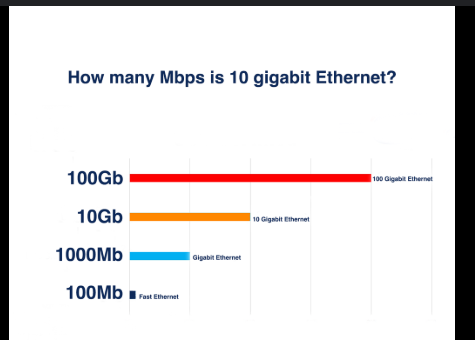 How many Mbps is 10 gigabit Ethernet?
100Gb 100 Gigabit Ethernet
10Gb 10 Gigabit Ethernet
1000Mb Gigabit Ethernet
100Mb Fast Ethernet